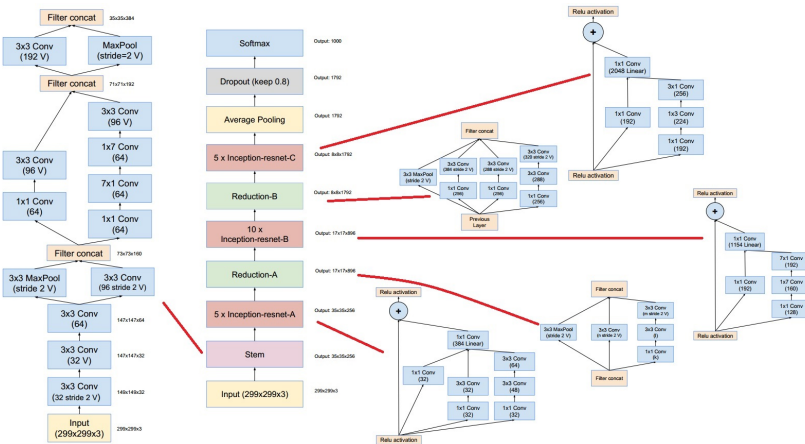 Filter concat
35x35x384
3x3 Conv
(192 V)
MaxPool
(stride=2 V)
Filter concat
71x71x192
3x3 Conv
(96 V)
1x7 Conv
(64)
3x3 Conv
(96 V)
7x1 Conv
(64)
1x1 Conv
(64)
1x1 Conv
(64)
Filter concat
73x73x160
3x3 MaxPool
(stride 2 V)
3x3 Conv
(96 stride 2 V)
3x3 Conv
(64)
147x147x64
3x3 Conv
(32 V)
147x147x32
3x3 Conv
(32 stride 2 V)
149x149x32
Input
(299x299x3)
299x299x3
Softmax
Output: 1000
Dropout (keep 0.8)
Output: 1792
Average Pooling
Output: 1792
5 x Inception-resnet-C
Output: 8x8x1792
Reduction-B
Output: 8x8x1792
10 x
Inception-resnet-B
Output: 17x17x896
Reduction-A
Output: 17x17x896
5 x Inception-resnet-A
Output: 35x35x256
Stem
Output: 35x35x256
Input (299x299x3)
299x299x3
Relu activation
+
1x1 Conv
(2048 Linear)
3x1 Conv
(256)
1x3 Conv
(224)
1x1 Conv
(192)
1x1 Conv
(192)
Relu activation
Filter concat
3x3 MaxPool
(stride 2 V)
3x3 Conv
(384 stride 2 V)
3x3 Conv
(288 stride 2 V)
3x3 Conv
(320 stride 2 V)
3x3 Conv
(288)
1x1 Conv
(256)
1x1 Conv
(256)
1x1 Conv
(256)
Previous
Layer
Relu activation
+
1x1 Conv
(1154 Linear)
7x1 Conv
(192)
1x7 Conv
(160)
1x1 Conv
(192)
1x1 Conv
(128)
Relu activation
Relu activation
+
1x1 Conv
(384 Linear)
3x3 Conv
(64)
1x1 Conv
(32)
3x3 Conv
(32)
3x3 Conv
(48)
1x1 Conv
(32)
1x1 Conv
(32)
Relu activation
Filter concat
3x3 MaxPool
(stride 2 V)
3x3 Conv
(n stride 2 V)
3x3 Conv
(m stride 2 V)
3x3 Conv
(l)
1x1 Conv
(k)
Filter concat